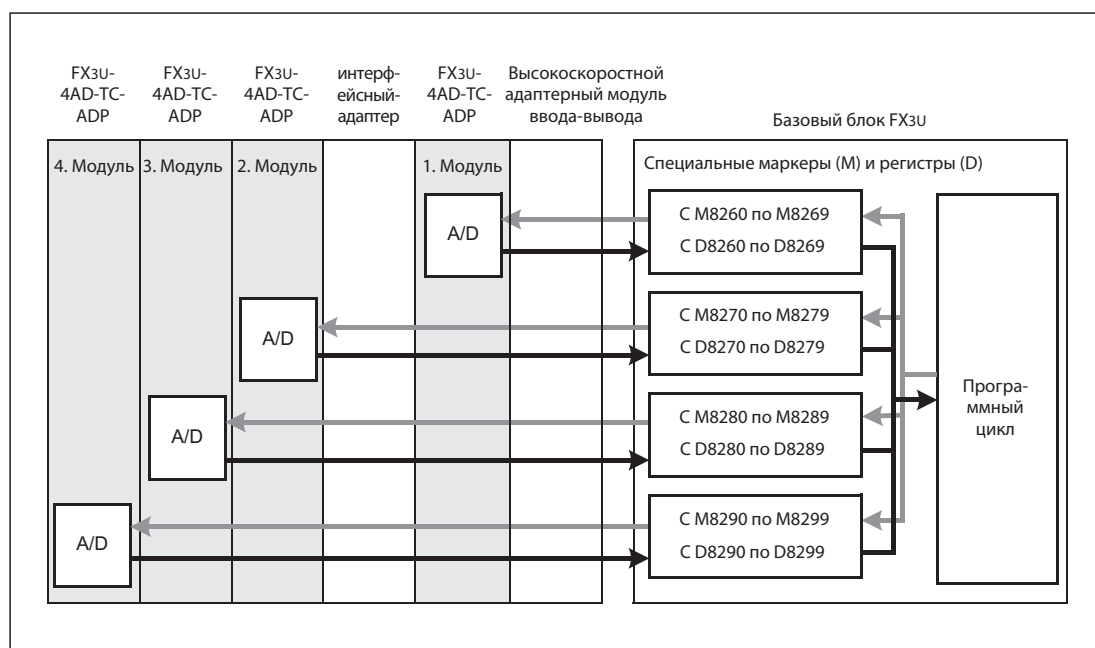 FX3U-
4AD-TC-
ADP
FX3U-
4AD-TC-
ADP
FX3U-
4AD-TC-
ADP
интерф-
ейсный-
адаптер
FX3U-
4AD-TC-
ADP
Высокоскоростной
адаптерный модуль
ввода-вывода
Базовый блок FX3U
4. Модуль
3. Модуль
2. Модуль
1. Модуль
Специальные маркеры (M) и регистры (D)
A/D
С M8260 по M8269
С D8260 по D8269
A/D
С M8270 по M8279
С D8270 по D8279
A/D
С M8280 по M8289
С D8280 по D8289
A/D
С M8290 по M8299
С D8290 по D8299
Програ-
ммный
цикл